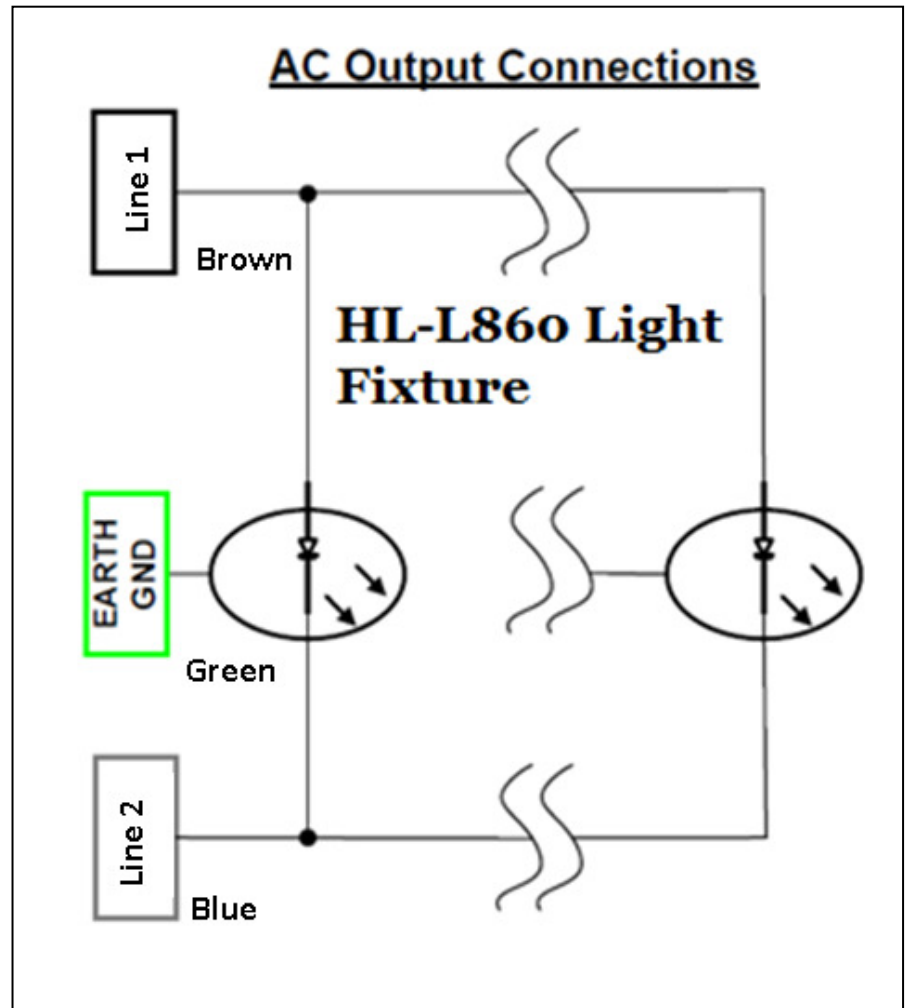 AC Output Connections
Line 1
Brown
HL-L860 Light
Fixture
EARTH
GND
Green
Line 2
Blue